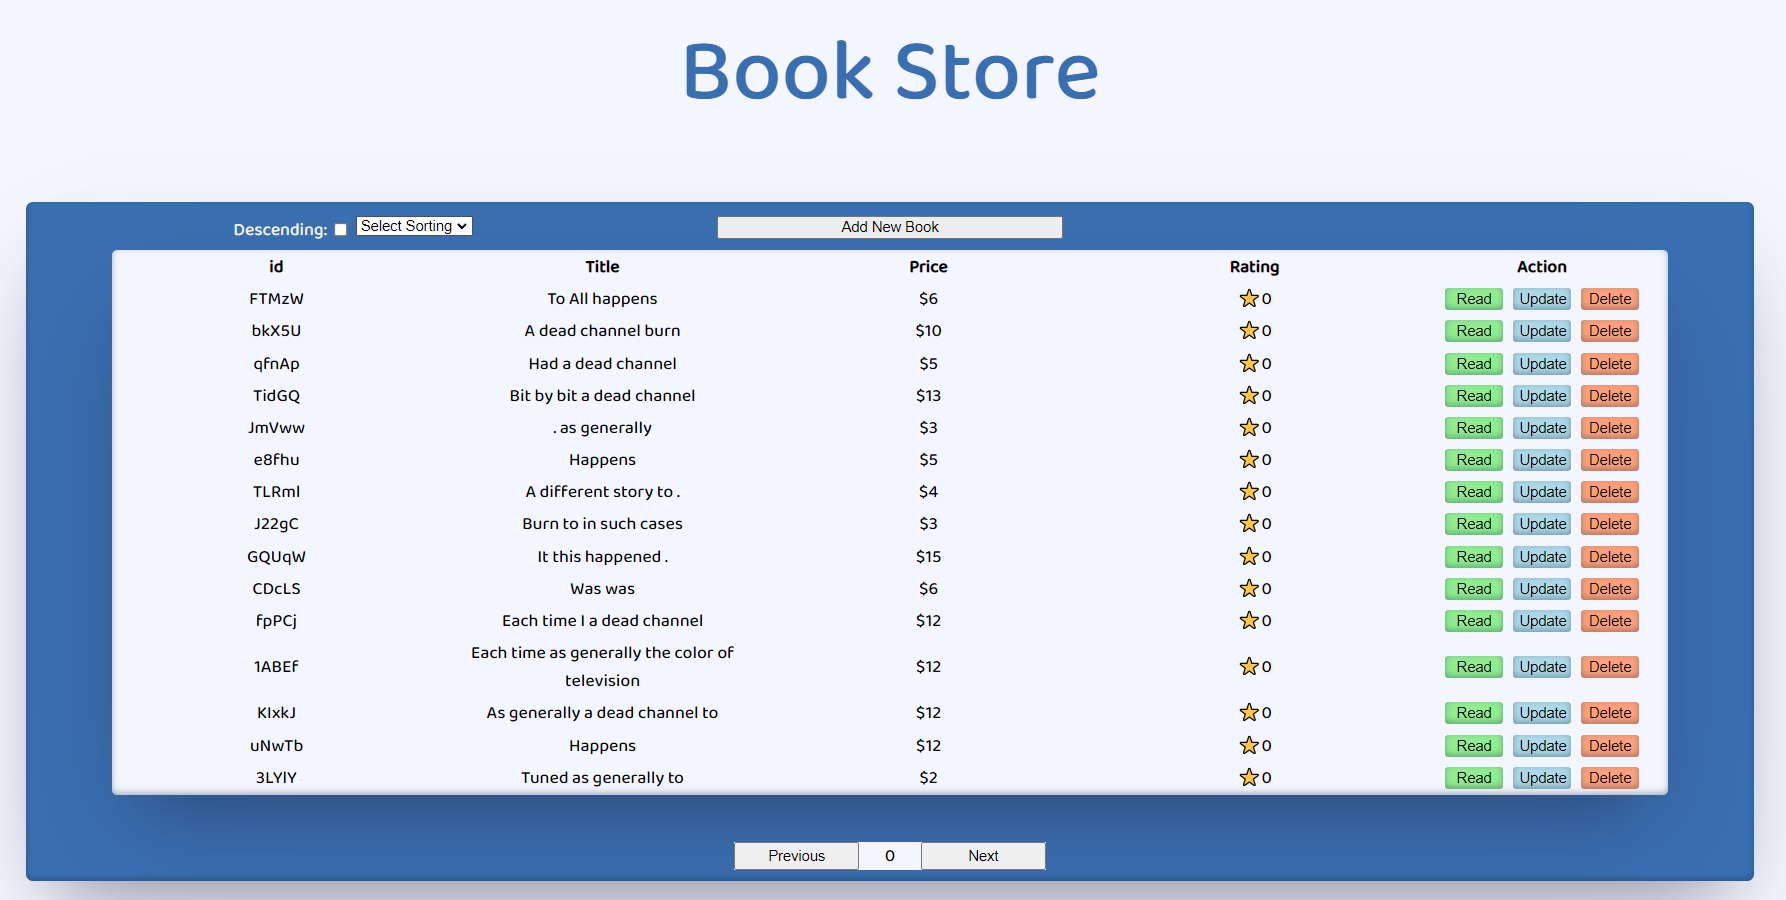 Book Store
Descending: Select Sorting Add New Book
id Title Price Rating Action
FTMzW To All happens $6 0 Read Update Delete
bkX5U A dead channel burn $10 0 Read Update Delete
qfnAp Had a dead channel $5 0 Read Update Delete
TidGQ Bit by bit a dead channel $13 0 Read Update Delete
JmVww . as generally $3 0 Read Update Delete
e8fhu Happens $5 0 Read Update Delete
TLRml A different story to . $4 0 Read Update Delete
J22gC Burn to in such cases $3 0 Read Update Delete
GQUqW It this happened . $15 0 Read Update Delete
CDcLS Was was $6 0 Read Update Delete
fpPCj Each time I a dead channel $12 0 Read Update Delete
1ABEf Each time as generally the color of television $12 0 Read Update Delete
KIxkJ As generally a dead channel to $12 0 Read Update Delete
uNwTb Happens $12 0 Read Update Delete
3LYlY Tuned as generally to $2 0 Read Update Delete
Previous 0 Next